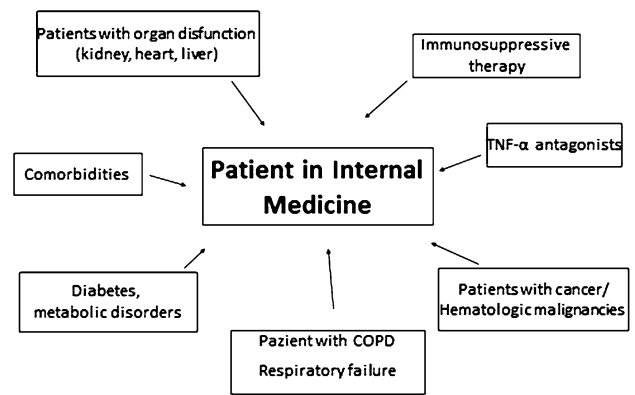 Patients with organ disfunction
(kidney, heart, liver)
Immunosuppressive
therapy
TNF-α antagonists
Comorbidities
Patient in Internal
Medicine
Diabetes,
metabolic disorders
Patients with cancer/
Hematologic malignancies
Pazient with COPD
Respiratory failure